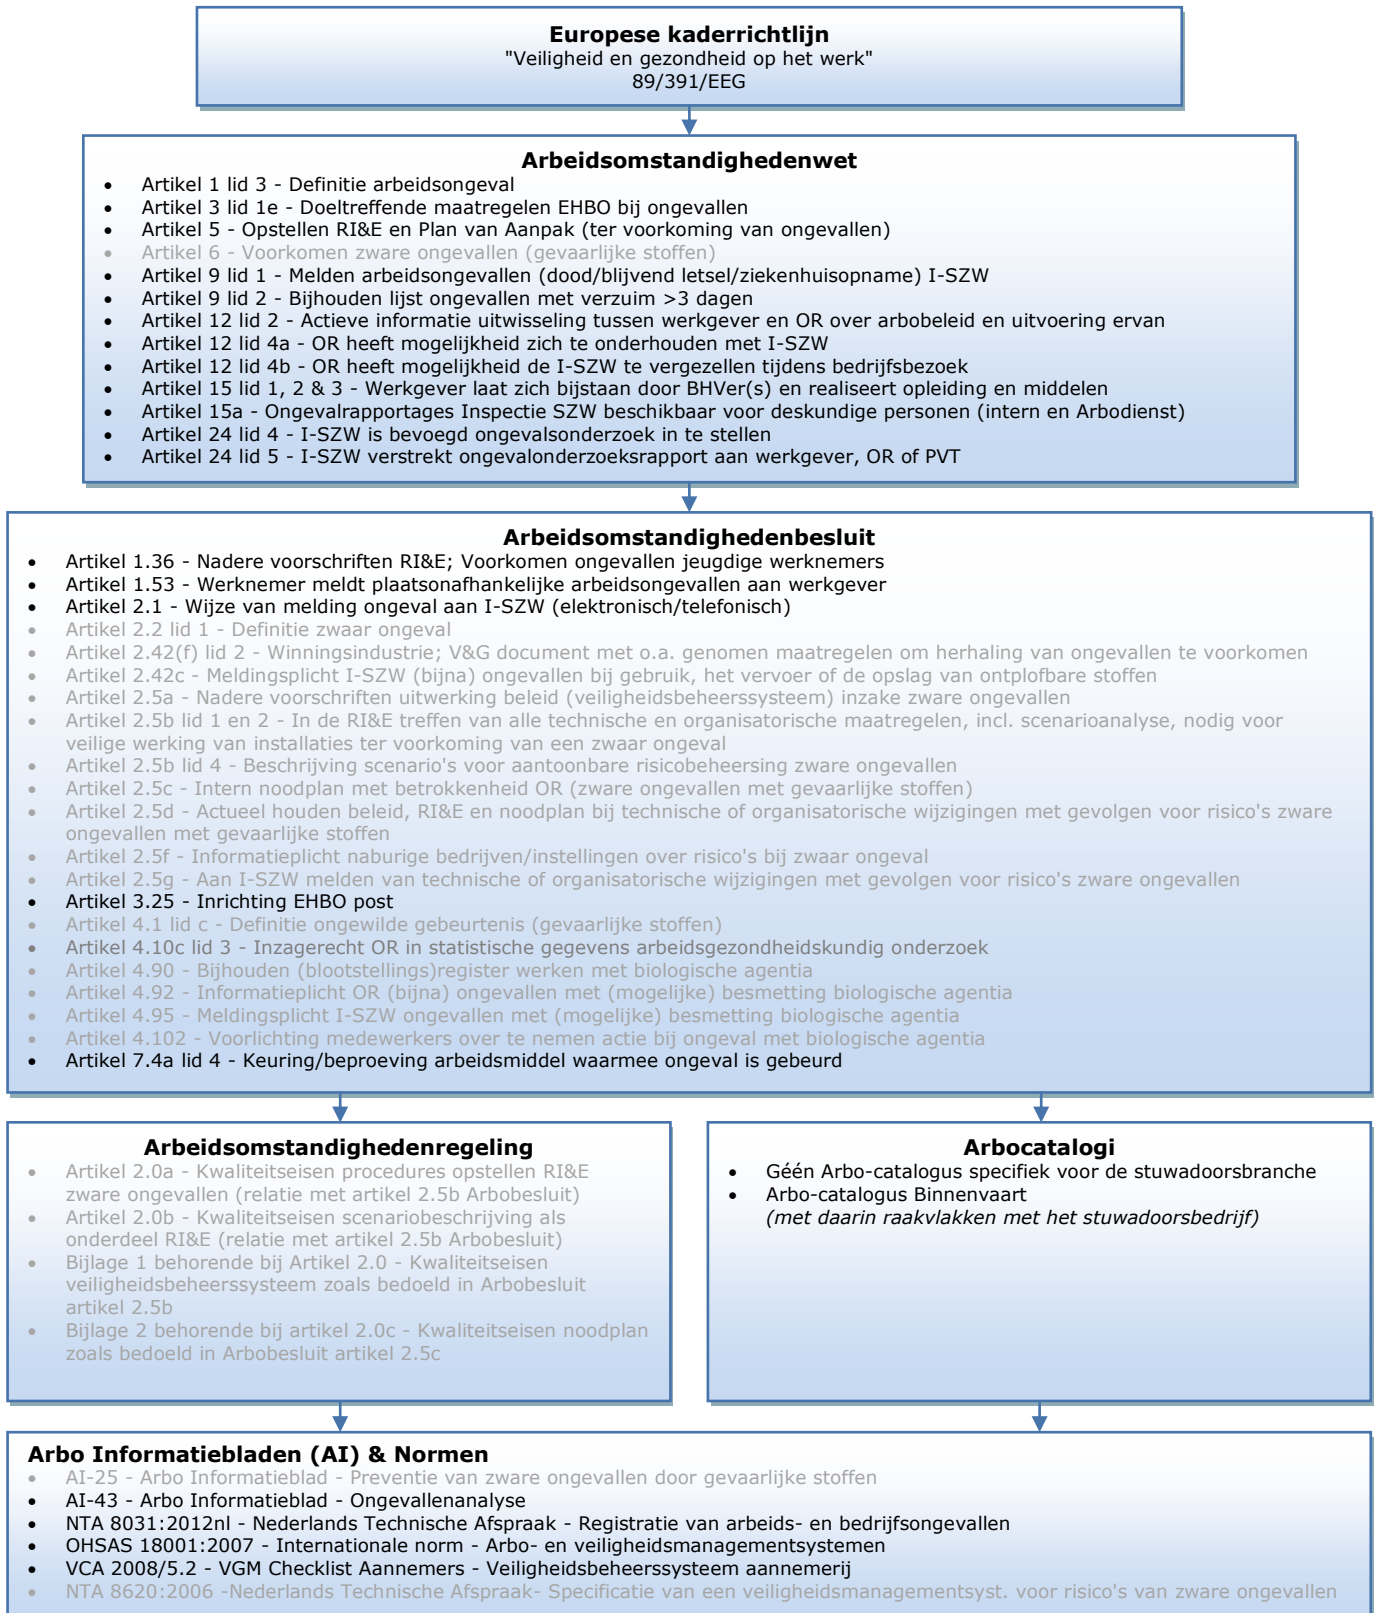 Europese kaderrichtlijn
"Veiligheid en gezondheid op het werk"
89/391/EEG
Arbeidsomstandighedenwet
• Artikel 1 lid 3 - Definitie arbeidsongeval
• Artikel 3 lid 1e - Doeltreffende maatregelen EHBO bij ongevallen
• Artikel 5 - Opstellen RI&E en Plan van Aanpak (ter voorkoming van ongevallen)
• Artikel 6 - Voorkomen zware ongevallen (gevaarlijke stoffen)
• Artikel 9 lid 1 - Melden arbeidsongevallen (dood/blijvend letsel/ziekenhuisopname) I-SZW
• Artikel 9 lid 2 - Bijhouden lijst ongevallen met verzuim >3 dagen
• Artikel 12 lid 2 - Actieve informatie uitwisseling tussen werkgever en OR over arbobeleid en uitvoering ervan
• Artikel 12 lid 4a - OR heeft mogelijkheid zich te onderhouden met I-SZW
• Artikel 12 lid 4b - OR heeft mogelijkheid de I-SZW te vergezellen tijdens bedrijfsbezoek
• Artikel 15 lid 1, 2 & 3 - Werkgever laat zich bijstaan door BHVer(s) en realiseert opleiding en middelen
• Artikel 15a - Ongevalrapportages Inspectie SZW beschikbaar voor deskundige personen (intern en Arbodienst)
• Artikel 24 lid 4 - I-SZW is bevoegd ongevalsonderzoek in te stellen
• Artikel 24 lid 5 - I-SZW verstrekt ongevalonderzoeksrapport aan werkgever, OR of PVT
Arbeidsomstandighedenbesluit
• Artikel 1.36 - Nadere voorschriften RI&E; Voorkomen ongevallen jeugdige werknemers
• Artikel 1.53 - Werknemer meldt plaatsonafhankelijke arbeidsongevallen aan werkgever
• Artikel 2.1 - Wijze van melding ongeval aan I-SZW (elektronisch/telefonisch)
• Artikel 2.2 lid 1 - Definitie zwaar ongeval
• Artikel 2.42(f) lid 2 - Winningsindustrie; V&G document met o.a. genomen maatregelen om herhaling van ongevallen te voorkomen
• Artikel 2.42c - Meldingsplicht I-SZW (bijna) ongevallen bij gebruik, het vervoer of de opslag van ontplofbare stoffen
• Artikel 2.5a - Nadere voorschriften uitwerking beleid (veiligheidsbeheerssysteem) inzake zware ongevallen
• Artikel 2.5b lid 1 en 2 - In de RI&E treffen van alle technische en organisatorische maatregelen, incl. scenarioanalyse, nodig voor
veilige werking van installaties ter voorkoming van een zwaar ongeval
• Artikel 2.5b lid 4 - Beschrijving scenario's voor aantoonbare risicobeheersing zware ongevallen
• Artikel 2.5c - Intern noodplan met betrokkenheid OR (zware ongevallen met gevaarlijke stoffen)
• Artikel 2.5d - Actueel houden beleid, RI&E en noodplan bij technische of organisatorische wijzigingen met gevolgen voor risico's zware
ongevallen met gevaarlijke stoffen
• Artikel 2.5f - Informatieplicht naburige bedrijven/instellingen over risico's bij zwaar ongeval
• Artikel 2.5g - Aan I-SZW melden van technische of organisatorische wijzigingen met gevolgen voor risico's zware ongevallen
• Artikel 3.25 - Inrichting EHBO post
• Artikel 4.1 lid c - Definitie ongewilde gebeurtenis (gevaarlijke stoffen)
• Artikel 4.10c lid 3 - Inzagerecht OR in statistische gegevens arbeidsgezondheidskundig onderzoek
• Artikel 4.90 - Bijhouden (blootstellings)register werken met biologische agentia
• Artikel 4.92 - Informatieplicht OR (bijna) ongevallen met (mogelijke) besmetting biologische agentia
• Artikel 4.95 - Meldingsplicht I-SZW ongevallen met (mogelijke) besmetting biologische agentia
• Artikel 4.102 - Voorlichting medewerkers over te nemen actie bij ongeval met biologische agentia
• Artikel 7.4a lid 4 - Keuring/beproeving arbeidsmiddel waarmee ongeval is gebeurd
Arbeidsomstandighedenregeling
• Artikel 2.0a - Kwaliteitseisen procedures opstellen RI&E
zware ongevallen (relatie met artikel 2.5b Arbobesluit)
• Artikel 2.0b - Kwaliteitseisen scenariobeschrijving als
onderdeel RI&E (relatie met artikel 2.5b Arbobesluit)
• Bijlage 1 behorende bij Artikel 2.0 - Kwaliteitseisen
veiligheidsbeheerssysteem zoals bedoeld in Arbobesluit
artikel 2.5b
• Bijlage 2 behorende bij artikel 2.0c - Kwaliteitseisen noodplan
zoals bedoeld in Arbobesluit artikel 2.5c
Arbocatalogi
• Géén Arbo-catalogus specifiek voor de stuwadoorsbranche
• Arbo-catalogus Binnenvaart
(met daarin raakvlakken met het stuwadoorsbedrijf)
Arbo Informatiebladen (AI) & Normen
• AI-25 - Arbo Informatieblad - Preventie van zware ongevallen door gevaarlijke stoffen
• AI-43 - Arbo Informatieblad - Ongevallenanalyse
• NTA 8031:2012nl - Nederlands Technische Afspraak - Registratie van arbeids- en bedrijfsongevallen
• OHSAS 18001:2007 - Internationale norm - Arbo- en veiligheidsmanagementsystemen
• VCA 2008/5.2 - VGM Checklist Aannemers - Veiligheidsbeheerssysteem aannemerij
• NTA 8620:2006 -Nederlands Technische Afspraak- Specificatie van een veiligheidsmanagementsyst. voor risico's van zware ongevallen